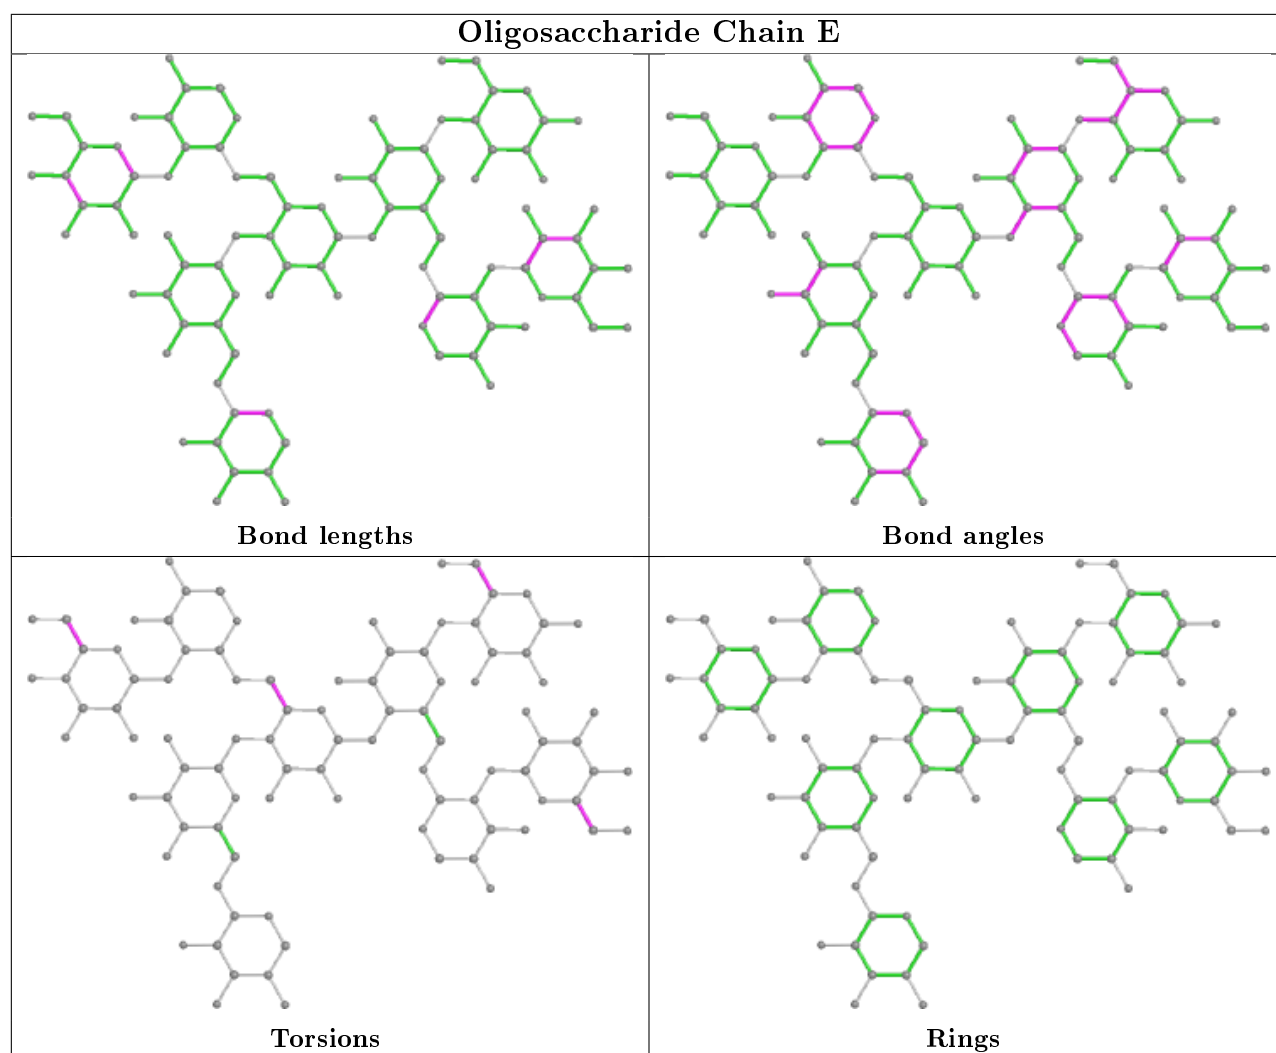 Oligosaccharide Chain E
Bond lengths
Bond angles
Torsions
Rings